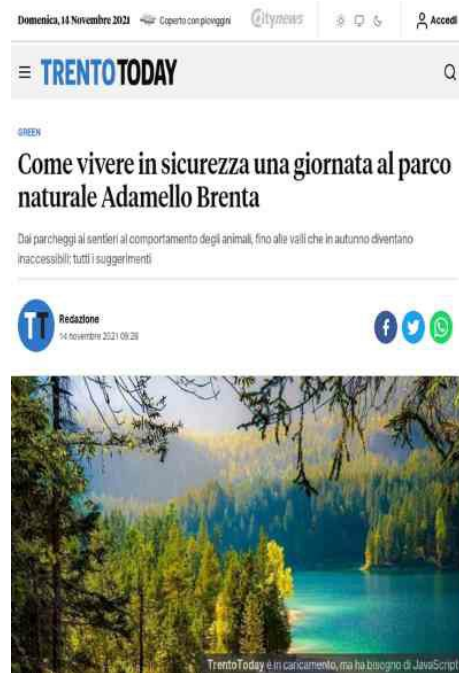 Domenica, 14 Novembre 2021 Coperto con pioviggini Citynews Accedi
TRENTOTODAY
GREEN
Come vivere in sicurezza una giornata al parco
naturale Adamello Brenta
Dai parcheggi ai sentieri al comportamento degli animali, fino alle valli che in autunno diventano
inaccessibili: tutti i suggerimenti
TT
Redazione
14 novembre 2021 09:28
TrentoToday è in caricamento, ma ha bisogno di JavaScript